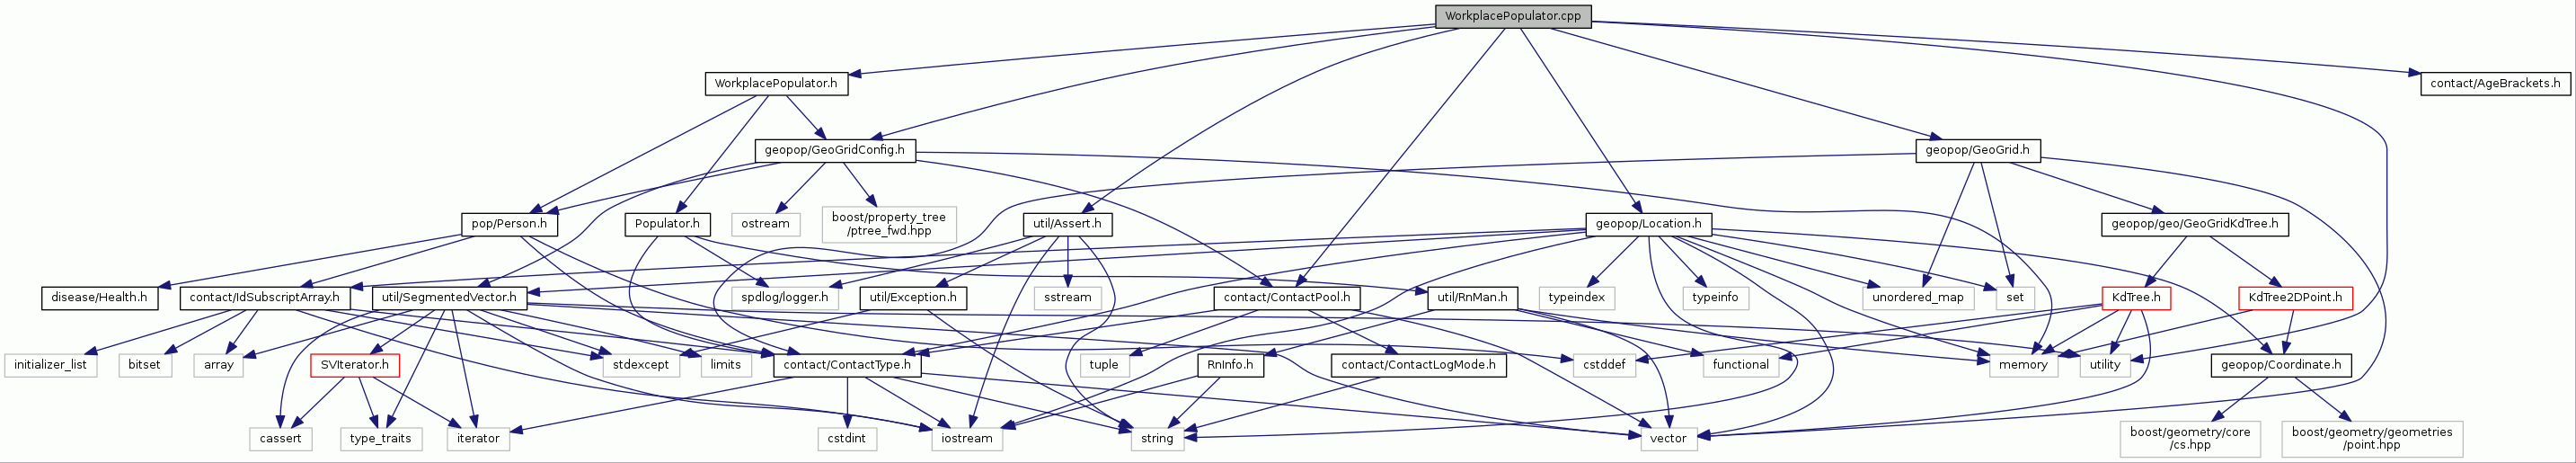 WorkplacePopulator.cpp
WorkplacePopulator.h
contact/AgeBrackets.h
geopop/GeoGridConfig.h
geopop/GeoGrid.h
pop/Person.h
Populator.h
ostream
boost/property_tree
/ptree_fwd.hpp
util/Assert.h
geopop/Location.h
geopop/geo/GeoGridKdTree.h
disease/Health.h
contact/IdSubscriptArray.h
util/SegmentedVector.h
spdlog/logger.h
util/Exception.h
sstream
contact/ContactPool.h
util/RnMan.h
typeindex
typeinfo
unordered_map
set
KdTree.h
KdTree2DPoint.h
initializer_list
bitset
array
SVIterator.h
stdexcept
limits
contact/ContactType.h
cstddef
tuple
RnInfo.h
contact/ContactLogMode.h
functional
memory
utility
geopop/Coordinate.h
cassert
type_traits
iterator
cstdint
iostream
string
vector
boost/geometry/core
/cs.hpp
boost/geometry/geometries
/point.hpp